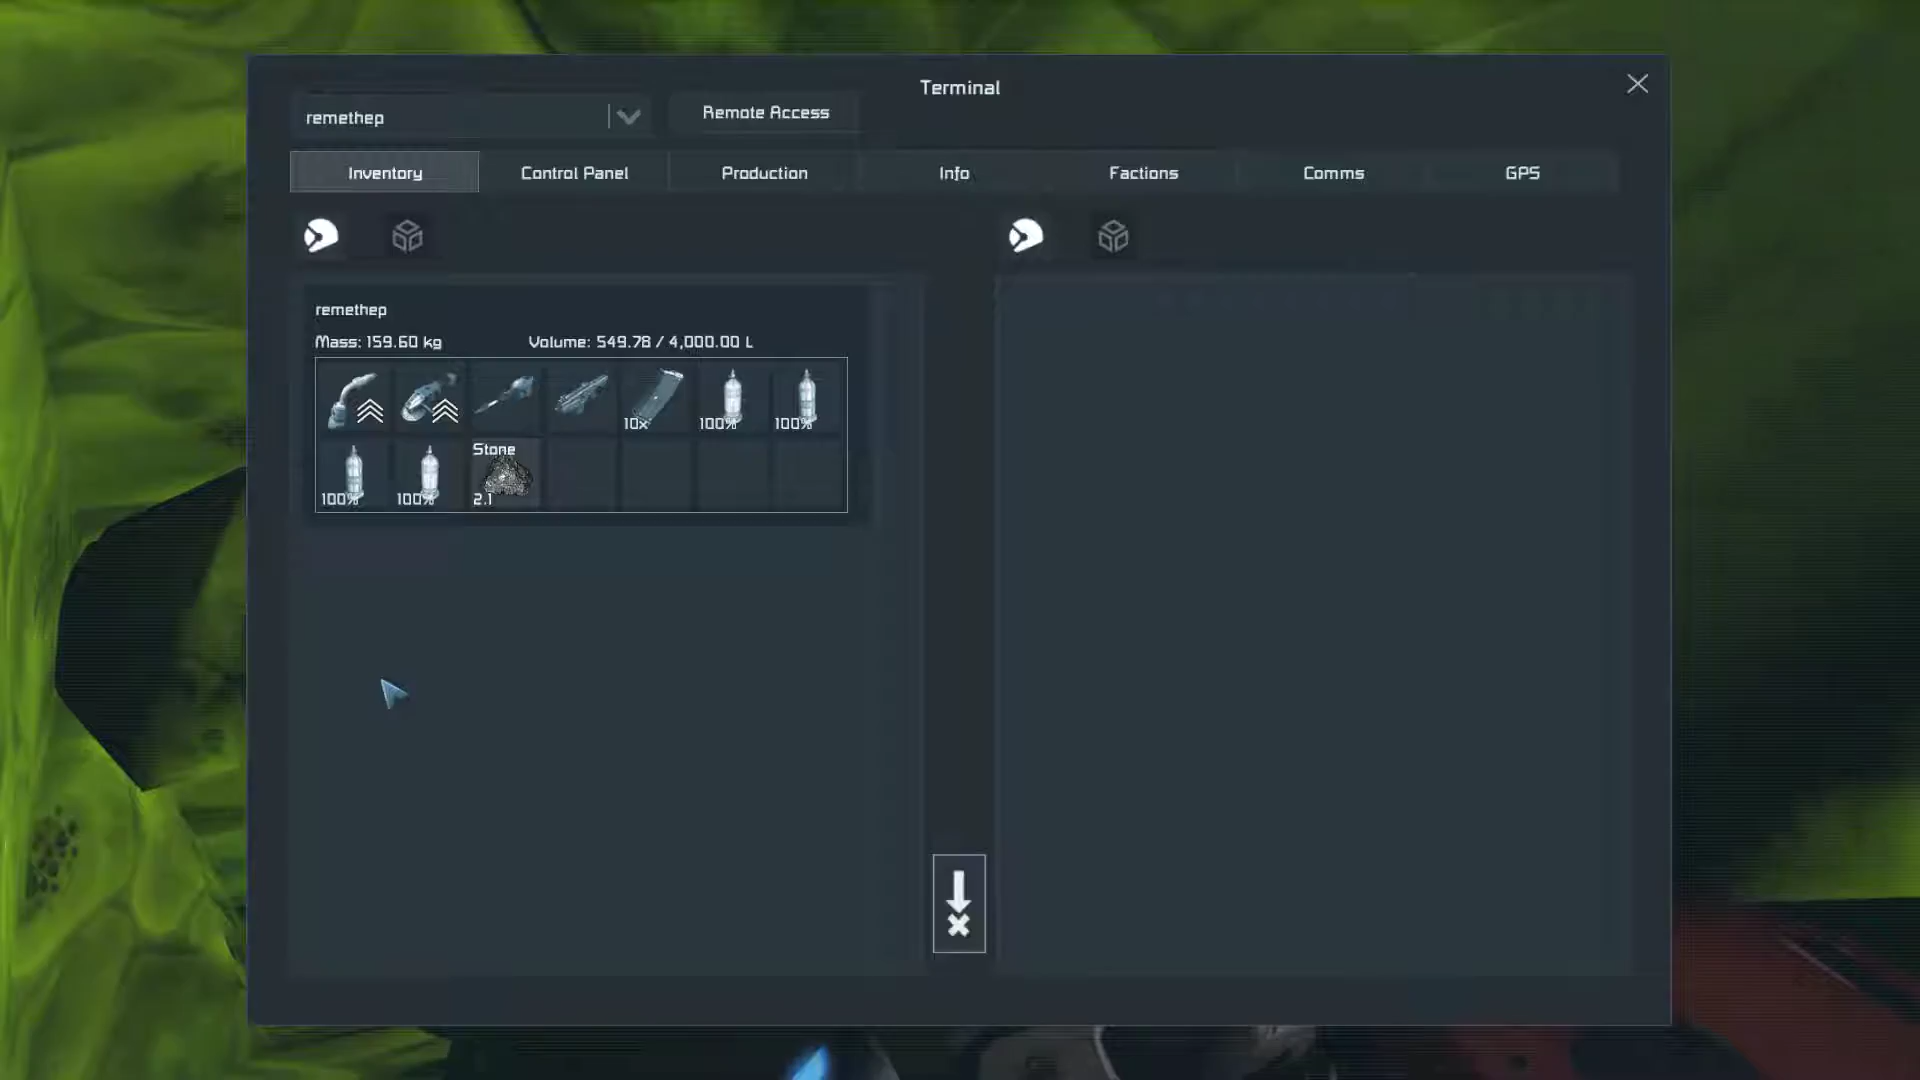 Terminal
remethep
Remote Access
Inventory
Control Panel
Production
Info
Factions
Comms
GPS
remethep
Mass: 159.60 kg
Volume: 549.78 / 4,000.00 L
10x
100%
100%
100%
100%
Stone
2.1